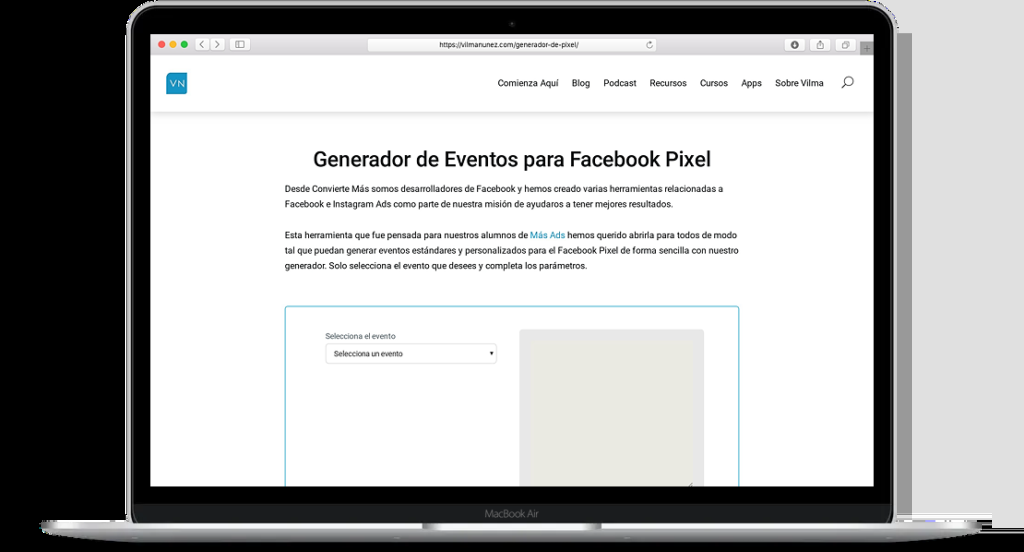 https://vilmanunez.com/generador-de-pixel/
VN
Comienza Aquí Blog Podcast Recursos Cursos Apps Sobre Vilma
Generador de Eventos para Facebook Pixel
Desde Convierte Más somos desarrolladores de Facebook y hemos creado varias herramientas relacionadas a
Facebook e Instagram Ads como parte de nuestra misión de ayudaros a tener mejores resultados.
Esta herramienta que fue pensada para nuestros alumnos de Más Ads hemos querido abrirla para todos de modo
tal que puedan generar eventos estándares y personalizados para el Facebook Pixel de forma sencilla con nuestro
generador. Solo selecciona el evento que desees y completa los parámetros.
Selecciona el evento
Selecciona un evento
MacBook Air